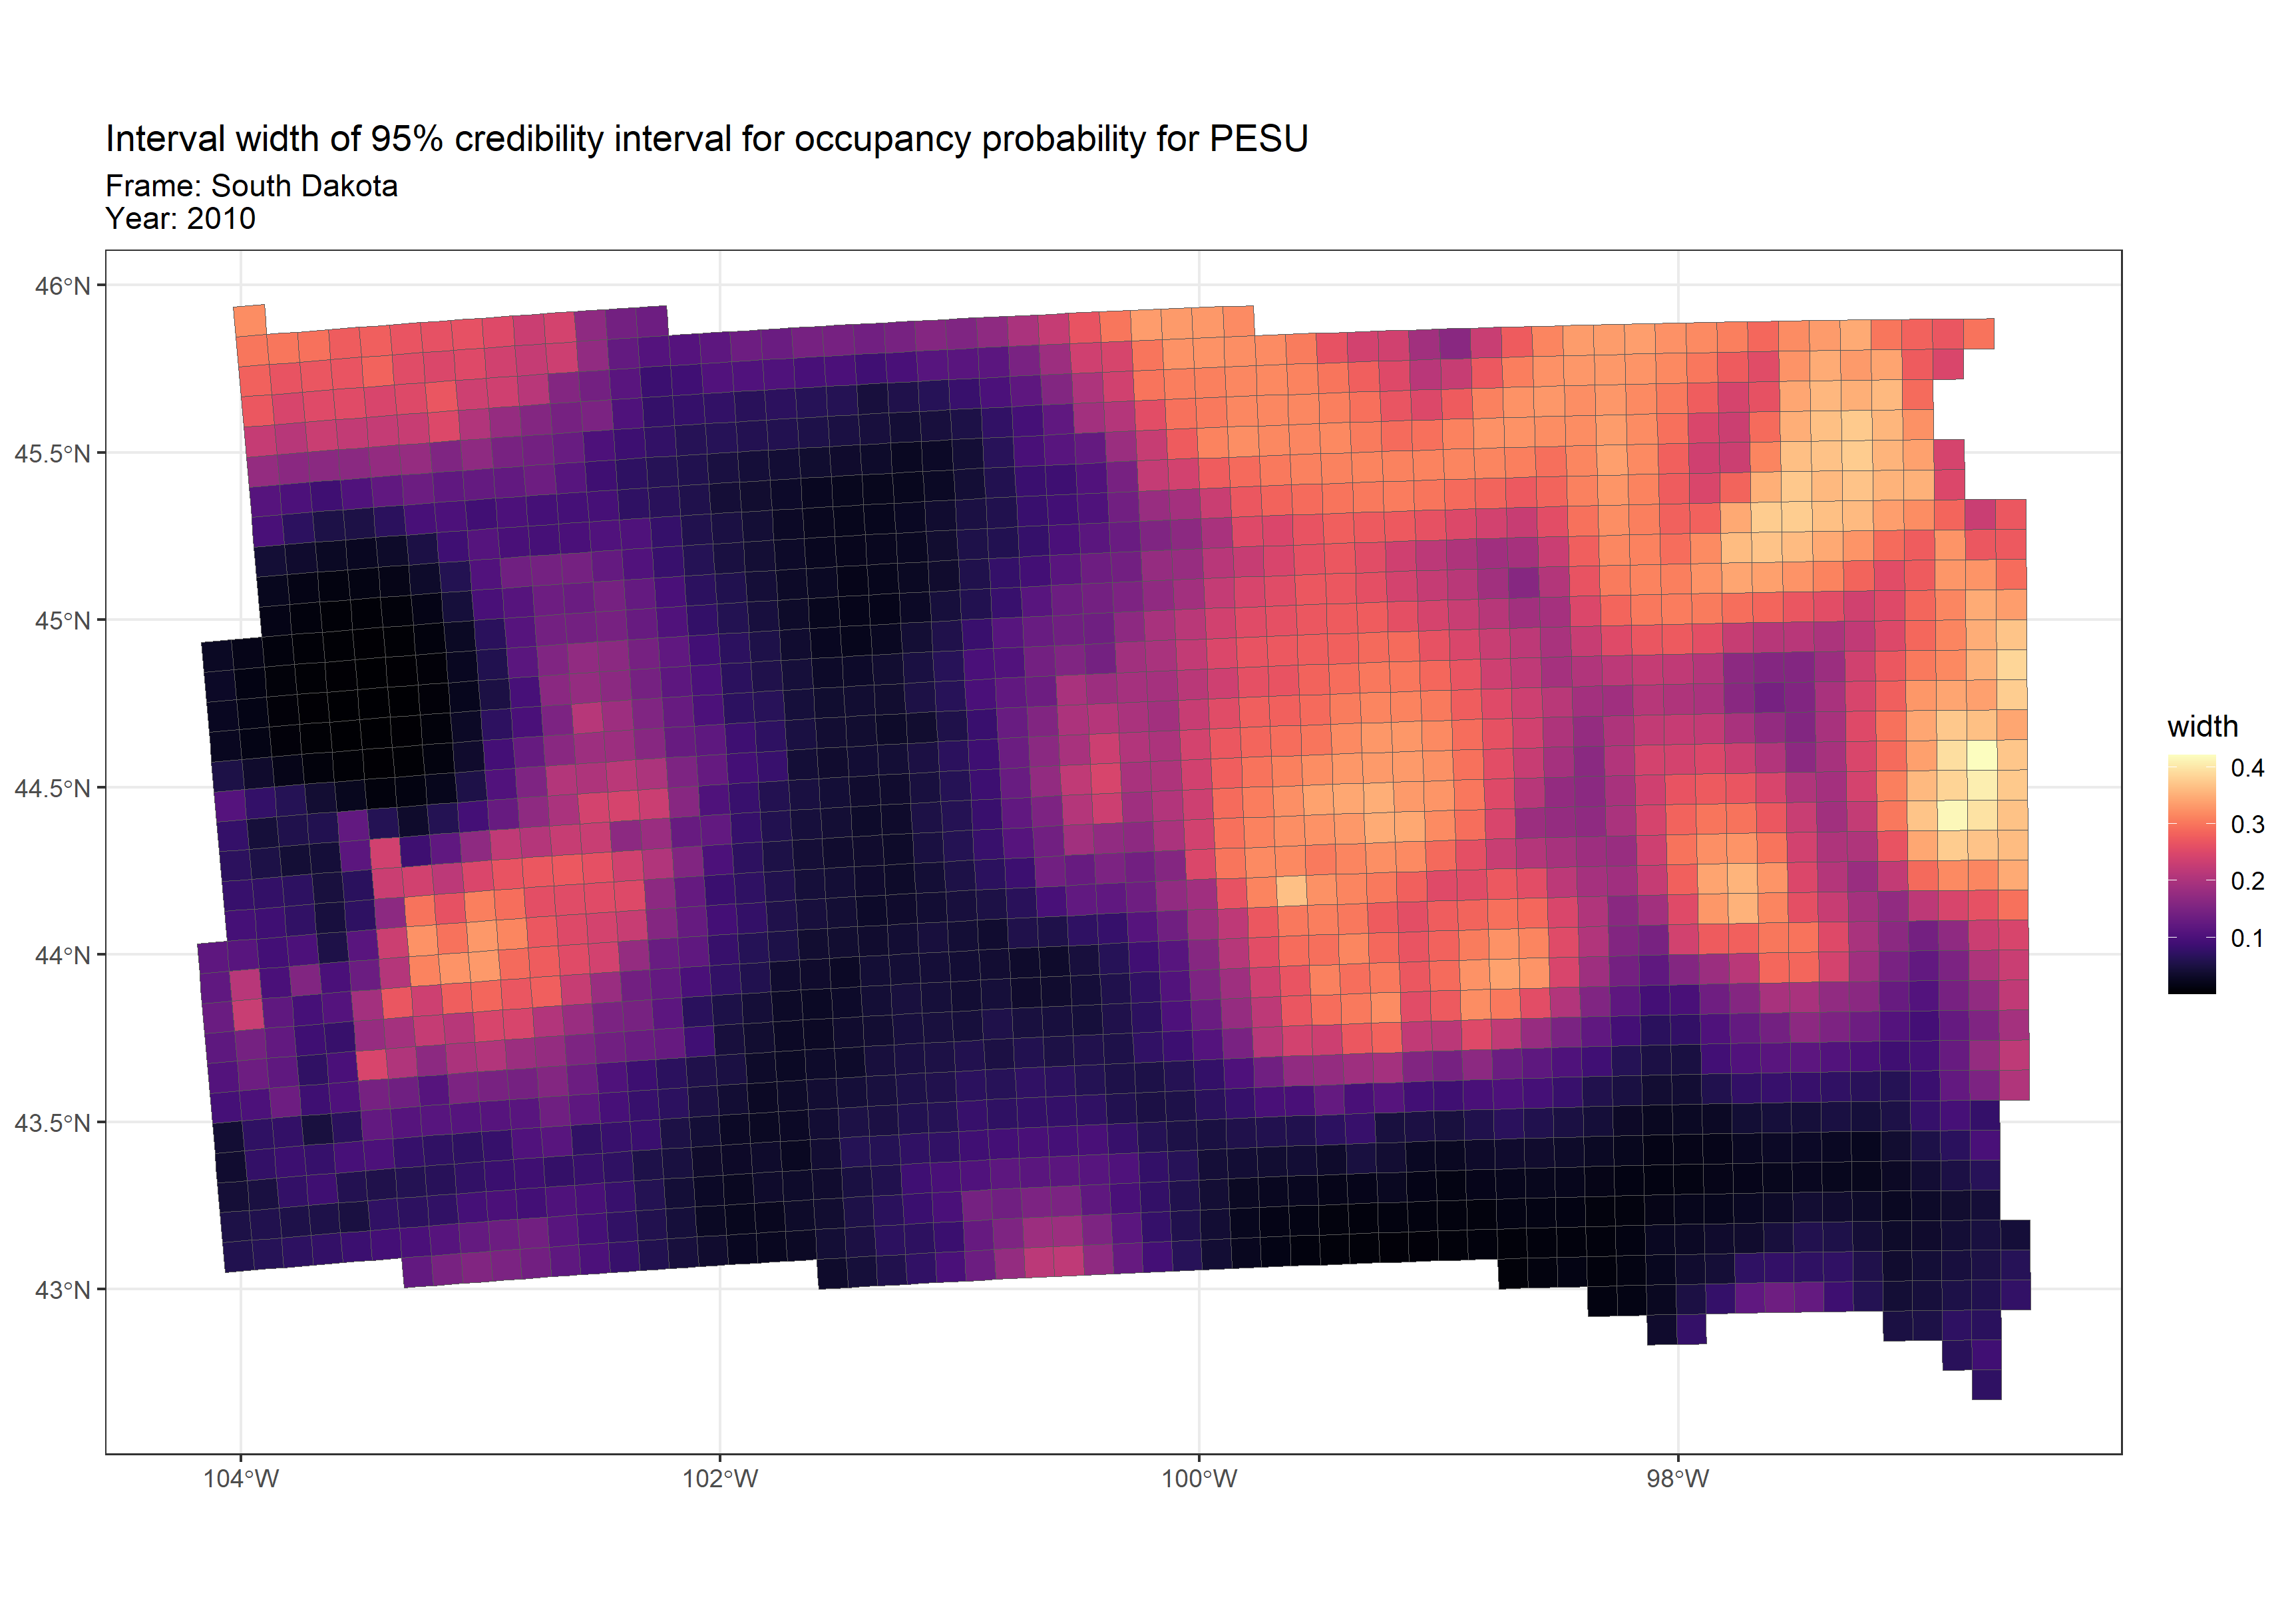 Interval width of 95% credibility interval for occupancy probability for PESU
Frame: South Dakota
Year: 2010
46°N
45.5°N
45°N
44.5°N
44°N
43.5°N
43°N
104°W
102°W
100°W
98°W
width
0.4
0.3
0.2
0.1